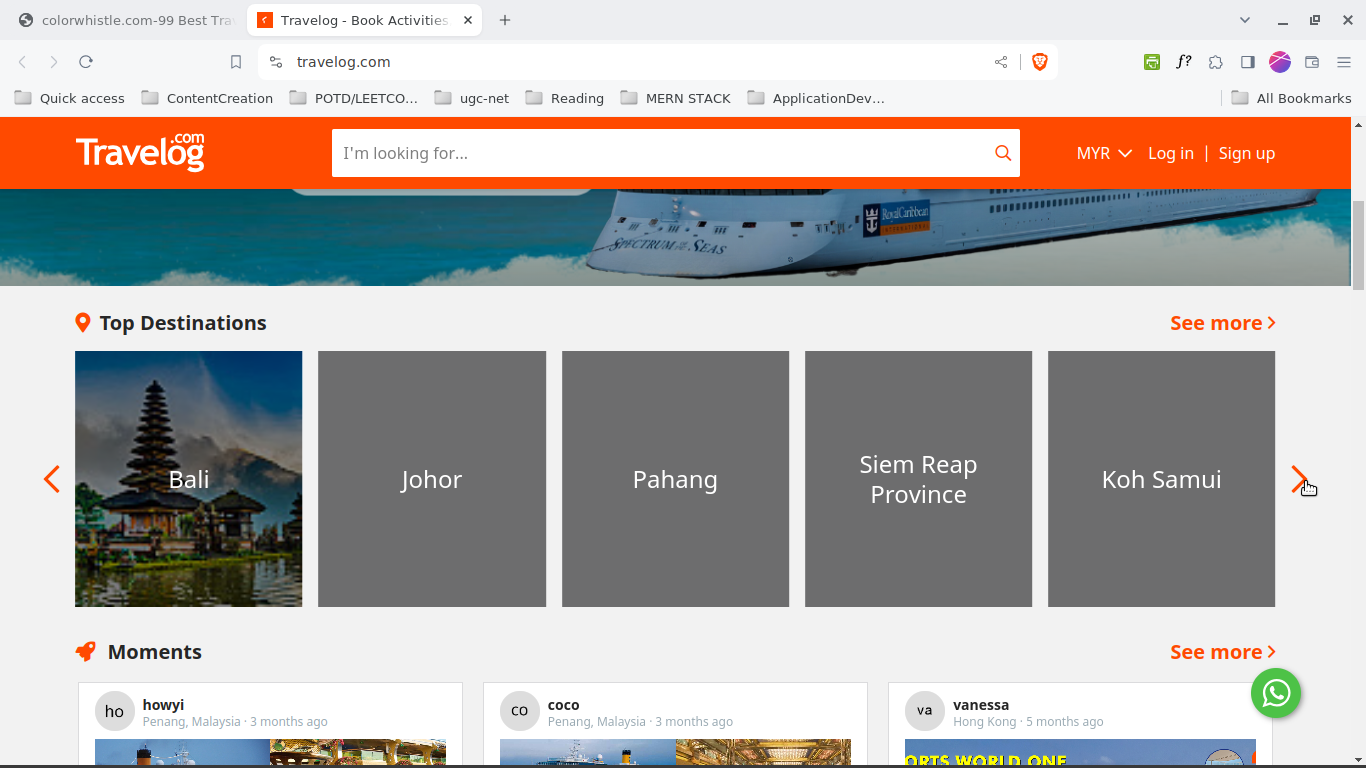 colorwhistle.com-99 Best Tra
Travelog - Book Activities
travelog.com
f?
Quick access
ContentCreation
POTD/LEETCO...
ugc-net
Reading
MERN STACK
ApplicationDev...
All Bookmarks
Travelog.com
I'm looking for...
MYR
Log in | Sign up
SPECTRUM OF THE SEAS
RoyalCaribbean
INTERNATIONAL
Top Destinations
See more
Bali
Johor
Pahang
Siem Reap
Province
Koh Samui
Moments
See more
ho
howyi
Penang, Malaysia · 3 months ago
co
coco
Penang, Malaysia · 3 months ago
va
vanessa
Hong Kong · 5 months ago
ORTS WORLD ONE